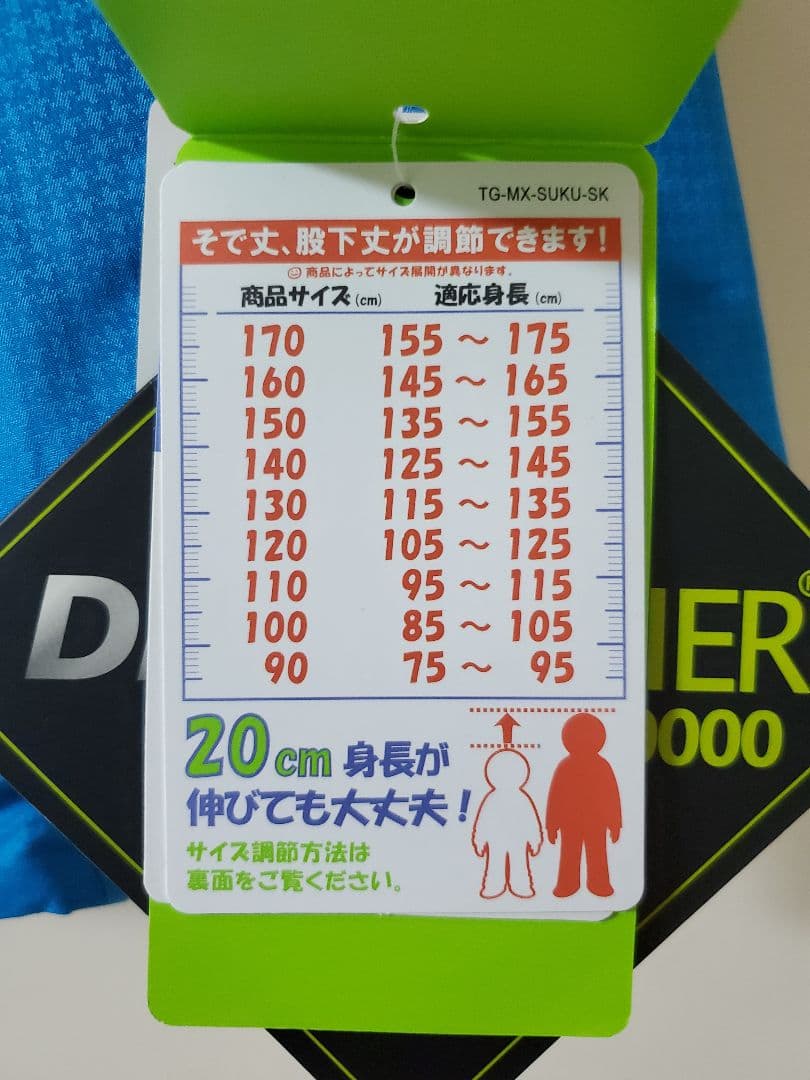 TG-MX-SUKU-SK
そで丈、股下丈が調節できます!
商品によってサイズ展開が異なります。
商品サイズ(cm) 適応身長(cm)
170 155 ～ 175
160 145 ～ 165
150 135 ～ 155
140 125 ～ 145
130 115 ～ 135
120 105 ～ 125
110 95 ～ 115
100 85 ～ 105
90 75 ～ 95
20cm 身長が
伸びても大丈夫!
サイズ調節方法は
裏面をご覧ください。